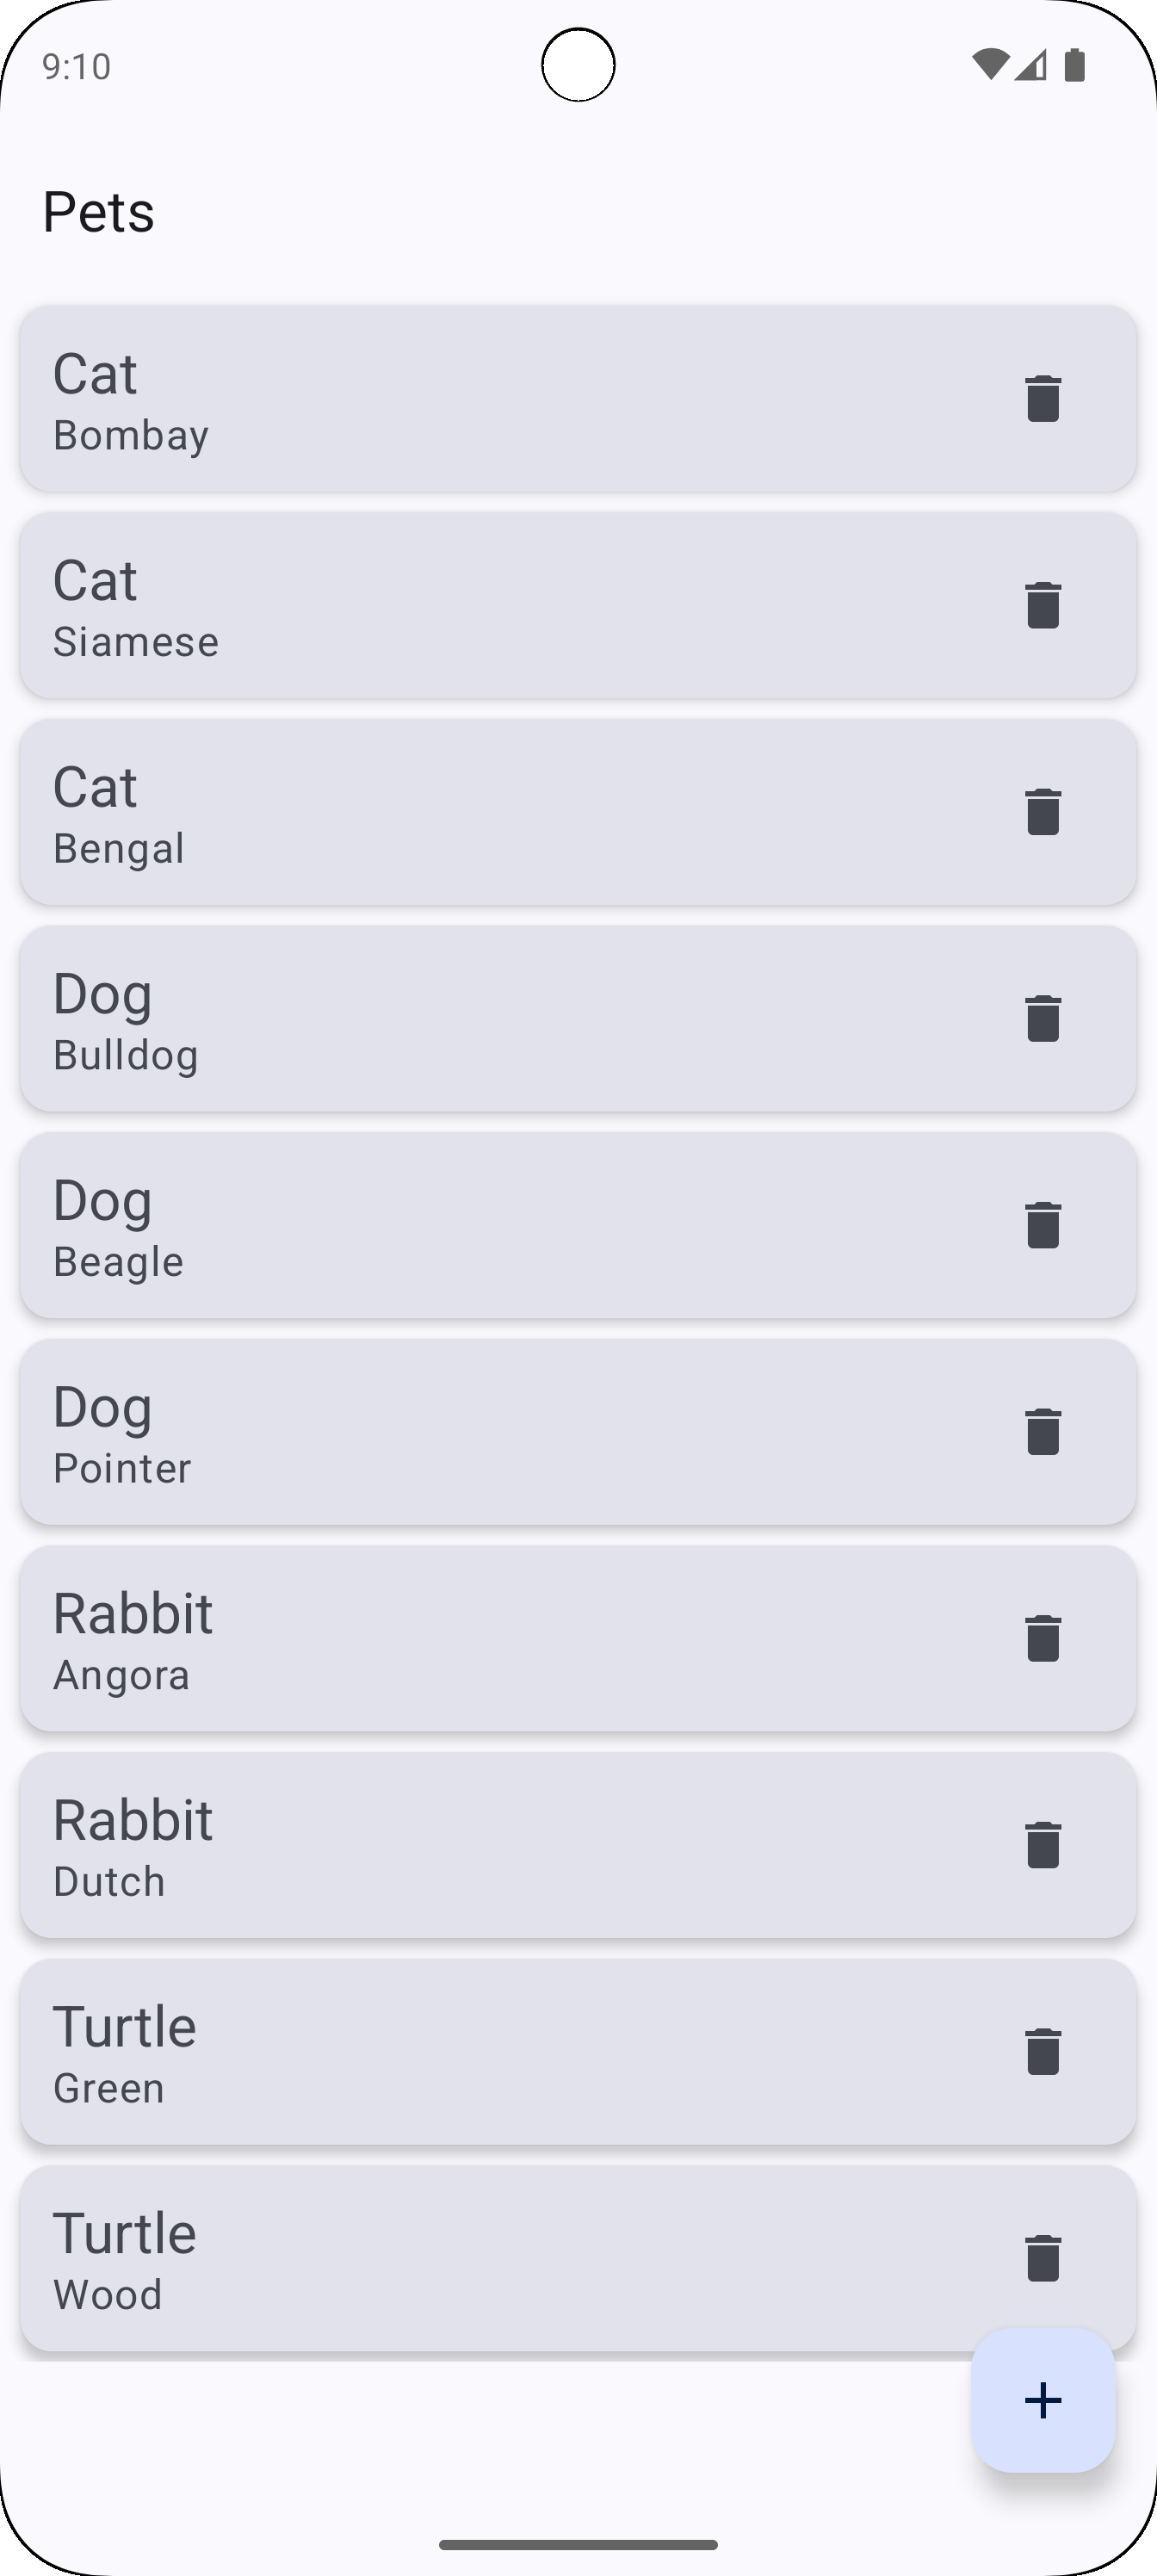 9:10
Pets
Cat
Bombay
Cat
Siamese
Cat
Bengal
Dog
Bulldog
Dog
Beagle
Dog
Pointer
Rabbit
Angora
Rabbit
Dutch
Turtle
Green
Turtle
Wood